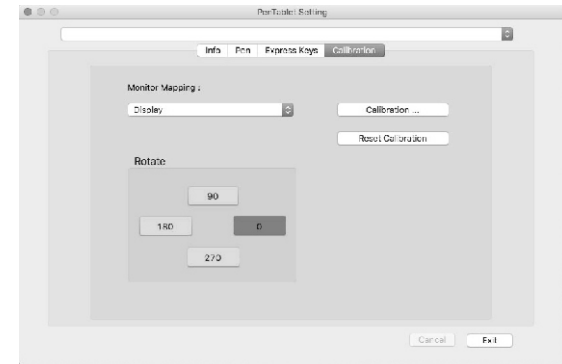 PenTablet Setting
Info Pen Express Keys Calibration
Monitor Mapping :
Display
Calibration ...
Reset Calibration
Rotate
90
180 0
270
Cancel Exit